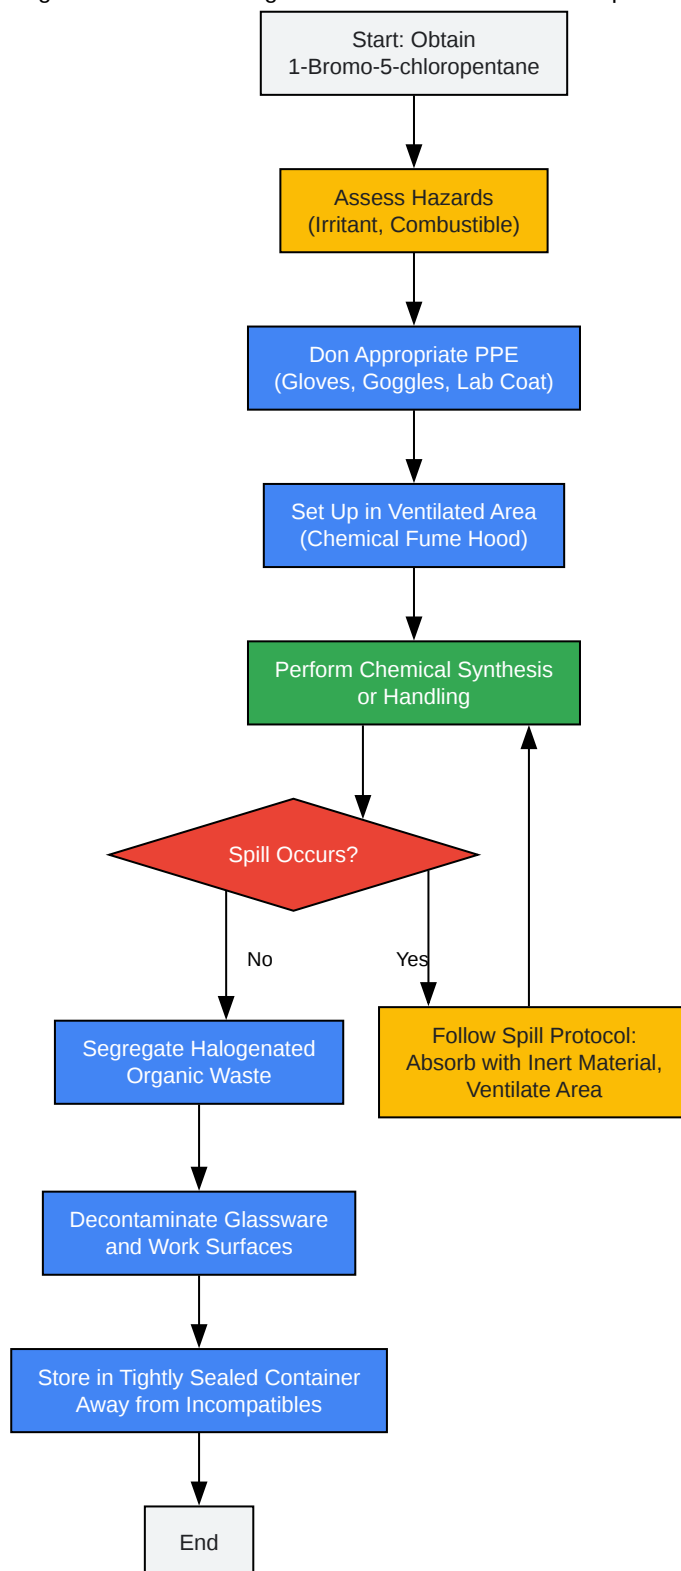 Start: Obtain
1-Bromo-5-chloropentane
Assess Hazards
(Irritant, Combustible)
Don Appropriate PPE
(Gloves, Goggles, Lab Coat)
Set Up in Ventilated Area
(Chemical Fume Hood)
Perform Chemical Synthesis
or Handling
Spill Occurs?
No
Yes
Segregate Halogenated
Organic Waste
Follow Spill Protocol:
Absorb with Inert Material,
Ventilate Area
Decontaminate Glassware
and Work Surfaces
Store in Tightly Sealed Container
Away from Incompatibles
End